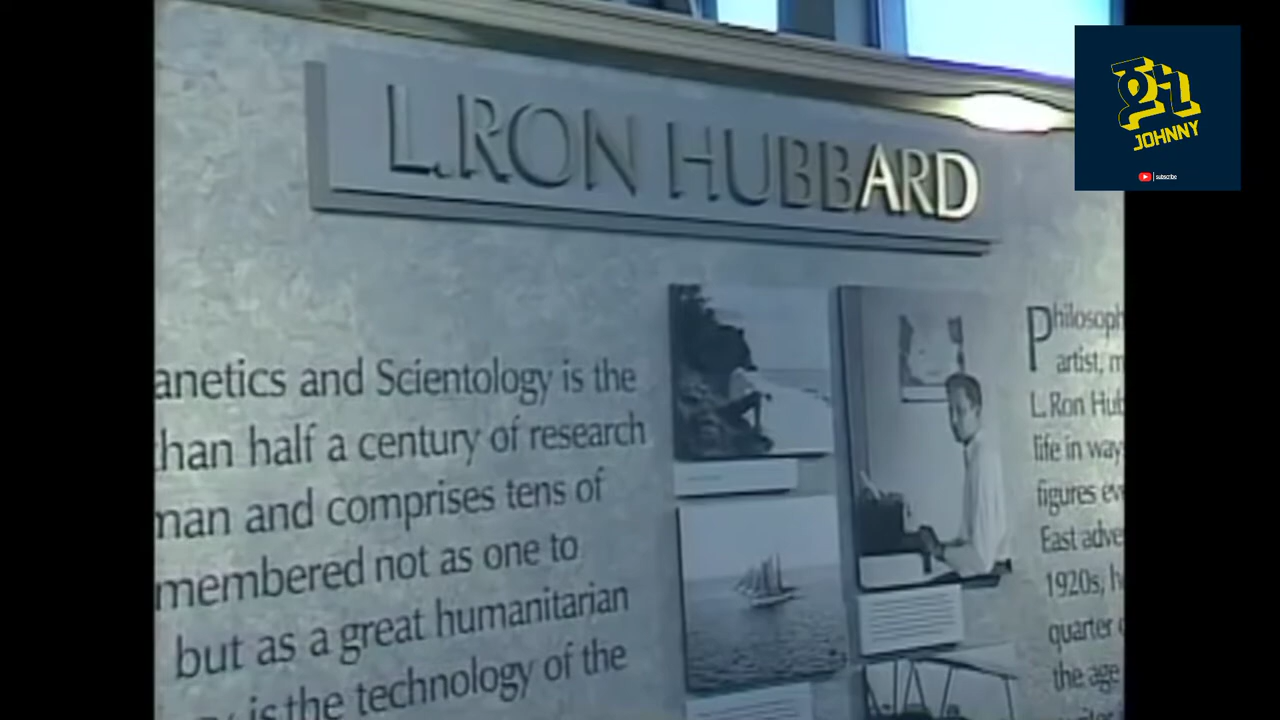 L.RON HUBBARD
anetics and Scientology is the
than half a century of research
man and comprises tens of
membered not as one to
but as a great humanitarian
is the technology of the
Philosoph
artist, m
L. Ron Hub
life in way
figures ev
East adve
1920s, h
quarter
the age
JOHNNY
subscribe